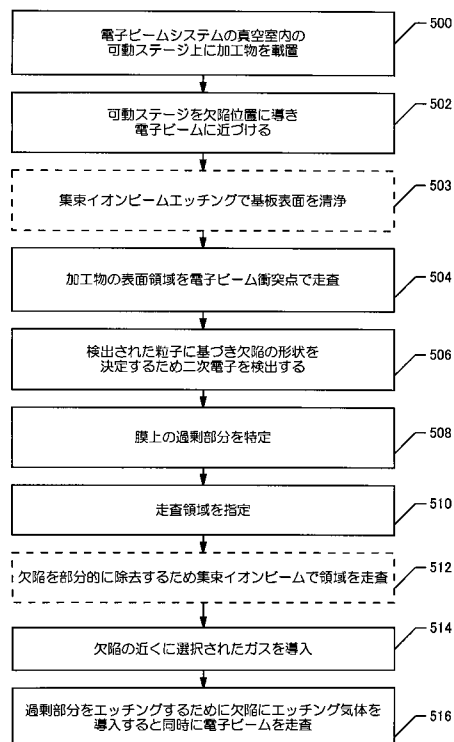 電子ビームシステムの真空室内の
可動ステージ上に加工物を載置
500
可動ステージを欠陥位置に導き
電子ビームに近づける
502
集束イオンビームエッチングで基板表面を清浄
503
加工物の表面領域を電子ビーム衝突点で走査
504
検出された粒子に基づき欠陥の形状を
決定するため二次電子を検出する
506
膜上の過剰部分を特定
508
走査領域を指定
510
欠陥を部分的に除去するため集束イオンビームで領域を走査
512
欠陥の近くに選択されたガスを導入
514
過剰部分をエッチングするために欠陥にエッチング気体を
導入すると同時に電子ビームを走査
516